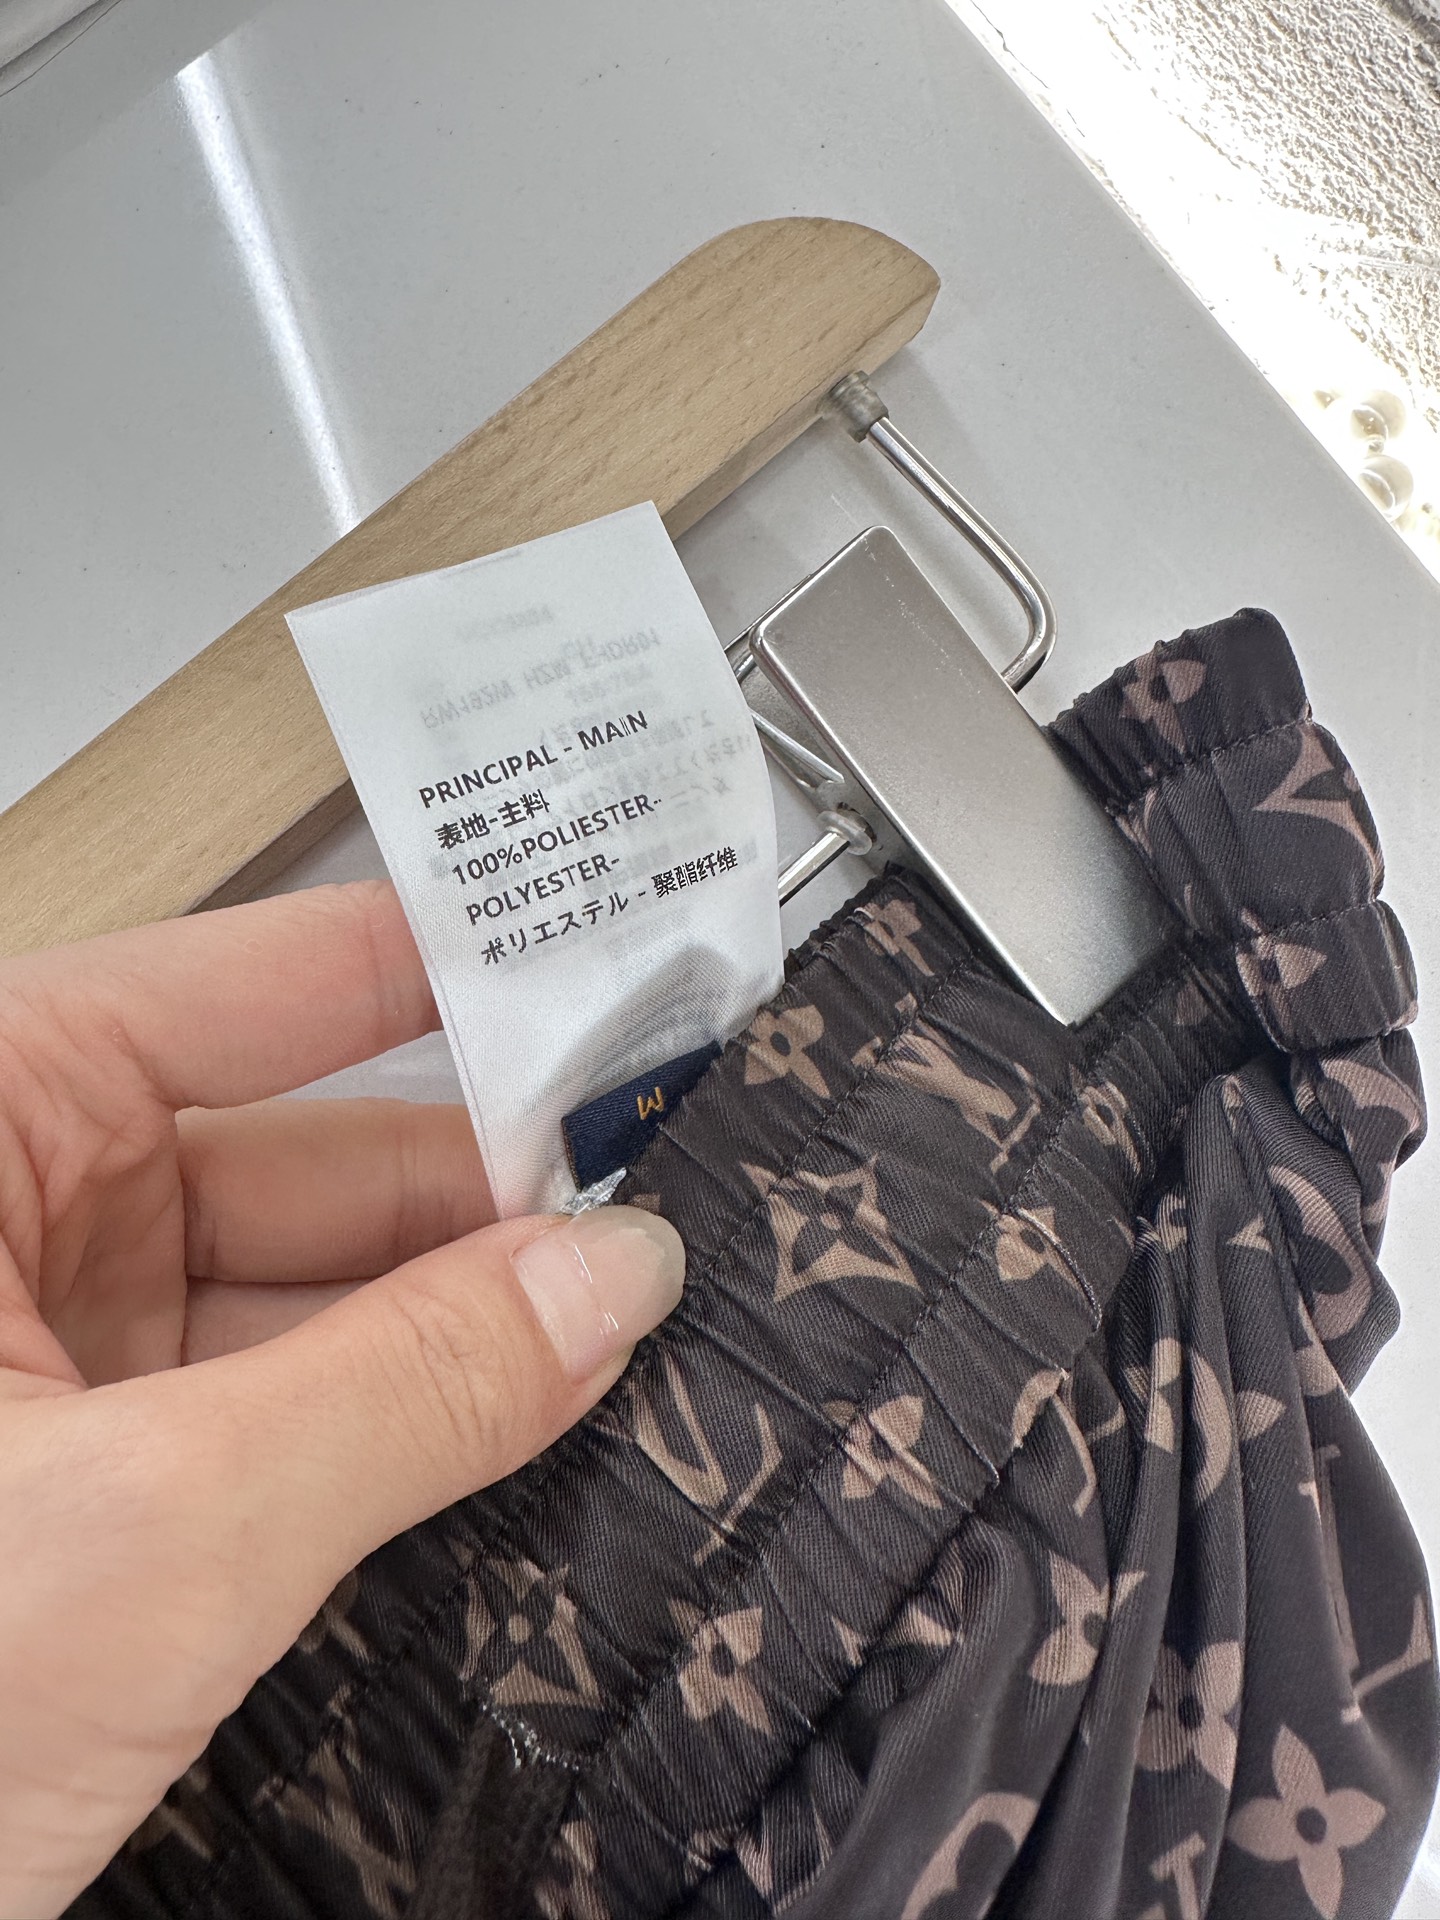 PRINCIPAL - MAIN
表地-主料
100%POLIESTER-
POLYESTER-
ポリエステル - 聚酯纤维
M